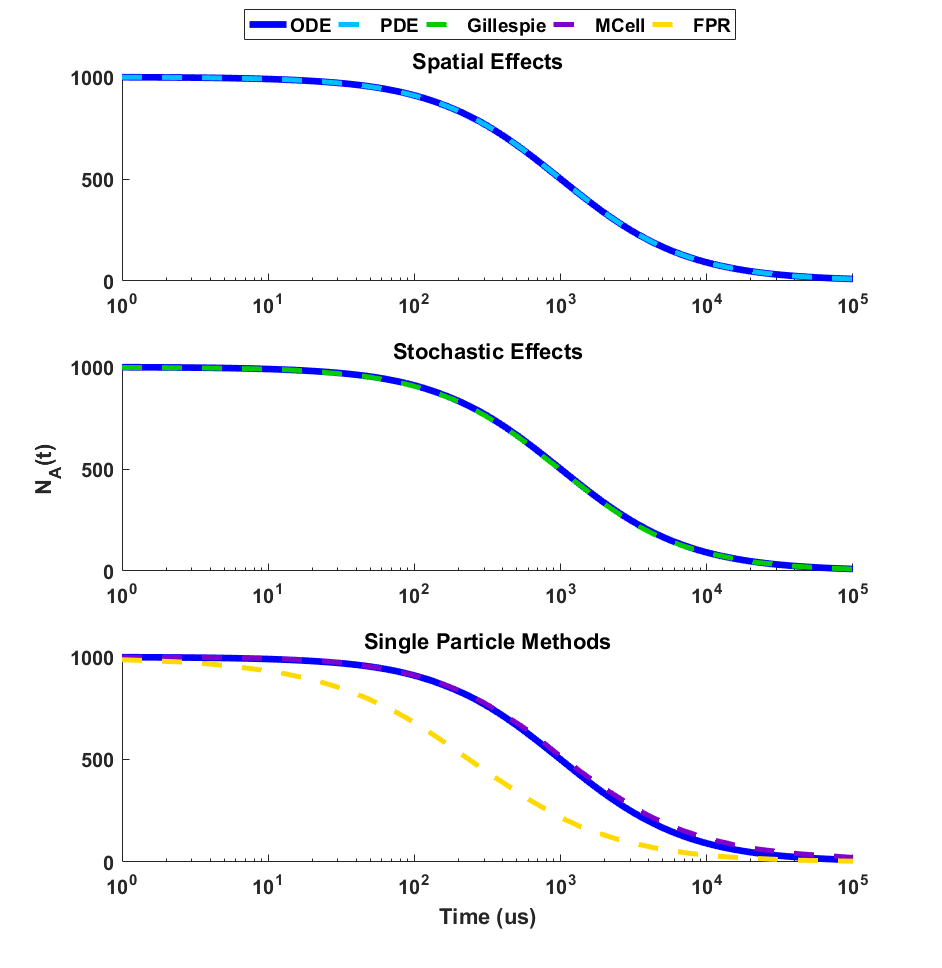 ODE PDE Gillespie MCell FPR
Spatial Effects
1000
500
0
10^0 10^1 10^2 10^3 10^4 10^5
Stochastic Effects
1000
500
0
N_A(t)
10^0 10^1 10^2 10^3 10^4 10^5
Single Particle Methods
1000
500
0
10^0 10^1 10^2 10^3 10^4 10^5
Time (us)